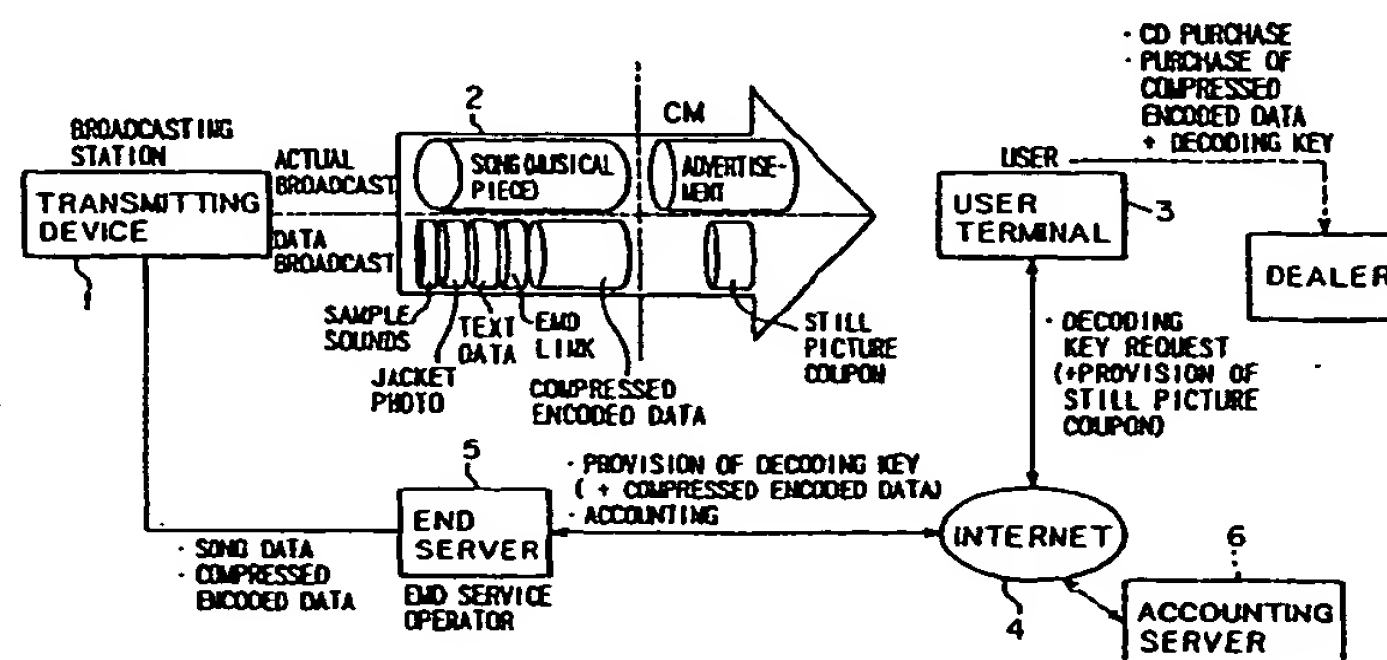 BROADCASTING
STATION
TRANSMITTING
DEVICE
1
ACTUAL
BROADCAST
DATA
BROADCAST
2
SONG (MUSICAL
PIECE)
CM
ADVERTISE-
MENT
SAMPLE
SOUNDS
JACKET
PHOTO
TEXT
DATA
EMD
LINK
COMPRESSED
ENCODED DATA
STILL
PICTURE
COUPON
· CD PURCHASE
· PURCHASE OF
COMPRESSED
ENCODED DATA
+ DECODING KEY
USER
USER
TERMINAL
3
DEALER
· DECODING
KEY REQUEST
(+PROVISION OF
STILL PICTURE
COUPON)
5
END
SERVER
EMD SERVICE
OPERATOR
· SONG DATA
· COMPRESSED
ENCODED DATA
· PROVISION OF DECODING KEY
( + COMPRESSED ENCODED DATA)
· ACCOUNTING
INTERNET
4
6
ACCOUNTING
SERVER